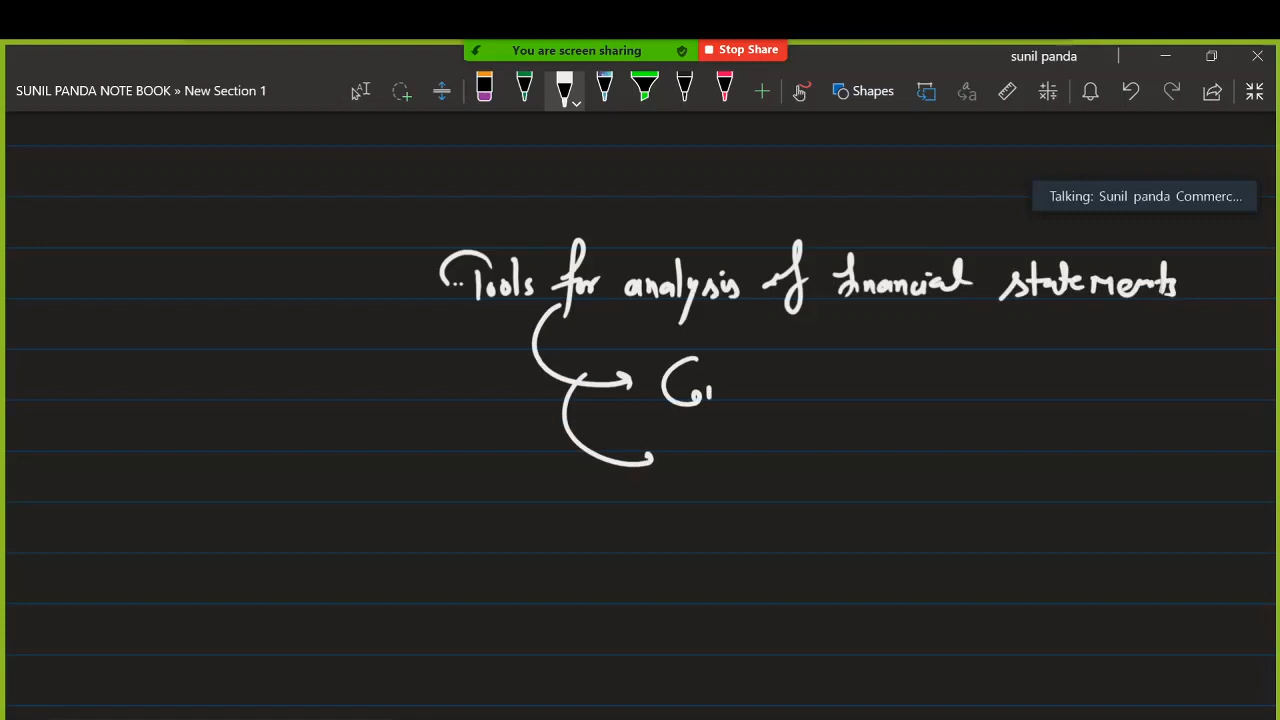 You are screen sharing
Stop Share
sunil panda
SUNIL PANDA NOTE BOOK » New Section 1
Shapes
Talking: Sunil panda Commerc...
Tools for analysis of financial statements